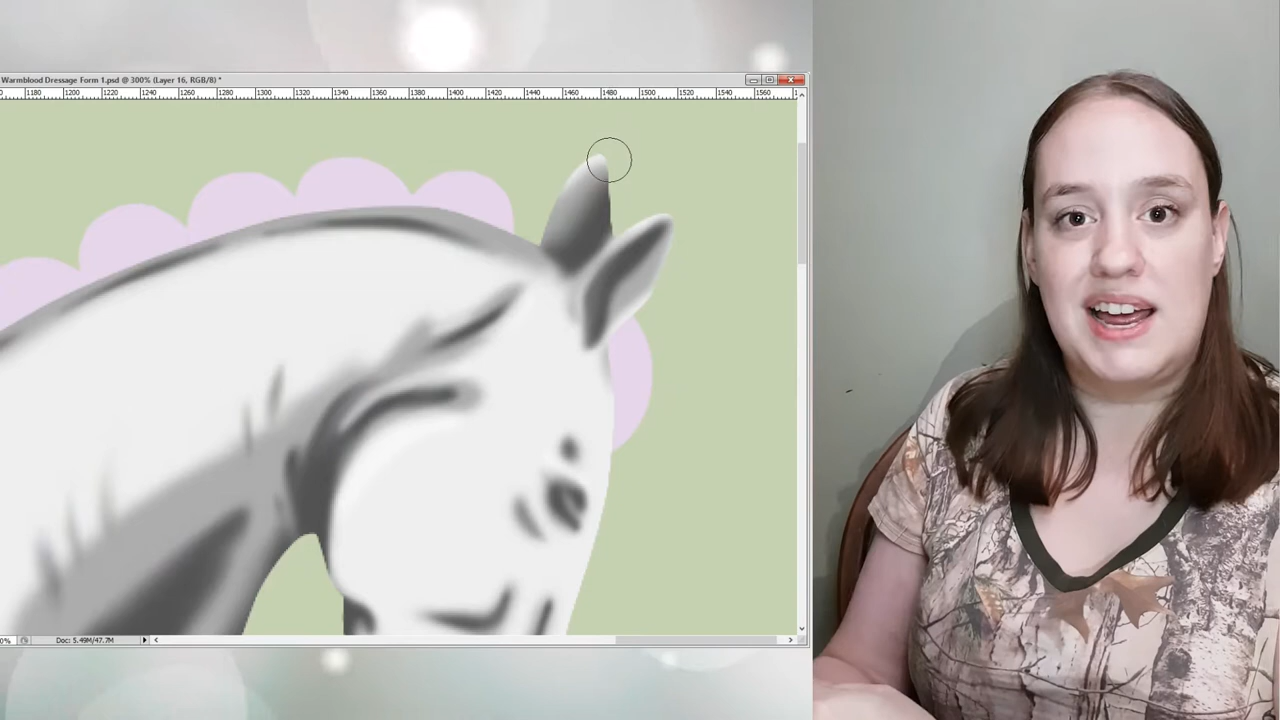 Warmblood Dressage Form 1.psd @ 300% (Layer 16, RGB/8) *
1180 1200 1220 1240 1260 1280 1300 1320 1340 1360 1380 1400 1420 1440 1460 1480 1500 1520 1540 1560
Doc: 5.49M/47.7M